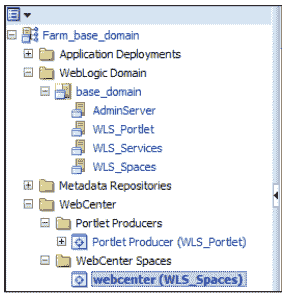 Farm_base_domain
Application Deployments
WebLogic Domain
base_domain
AdminServer
WLS_Portlet
WLS_Services
WLS_Spaces
Metadata Repositories
WebCenter
Portlet Producers
Portlet Producer (WLS_Portlet)
WebCenter Spaces
webcenter (WLS_Spaces)